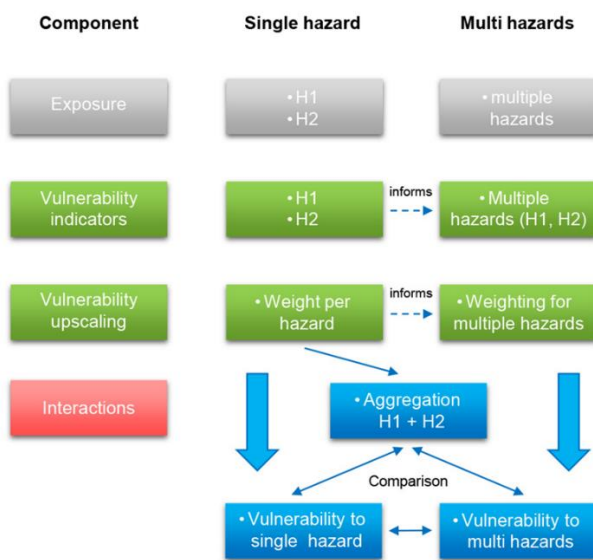 Component
Single hazard
Multi hazards
Exposure
• H1
• H2
• multiple
hazards
Vulnerability
indicators
• H1
• H2
informs
• Multiple
hazards (H1, H2)
Vulnerability
upscaling
• Weight per
hazard
informs
• Weighting for
multiple hazards
Interactions
• Aggregation
H1 + H2
Comparison
• Vulnerability to
single hazard
• Vulnerability to
multi hazards